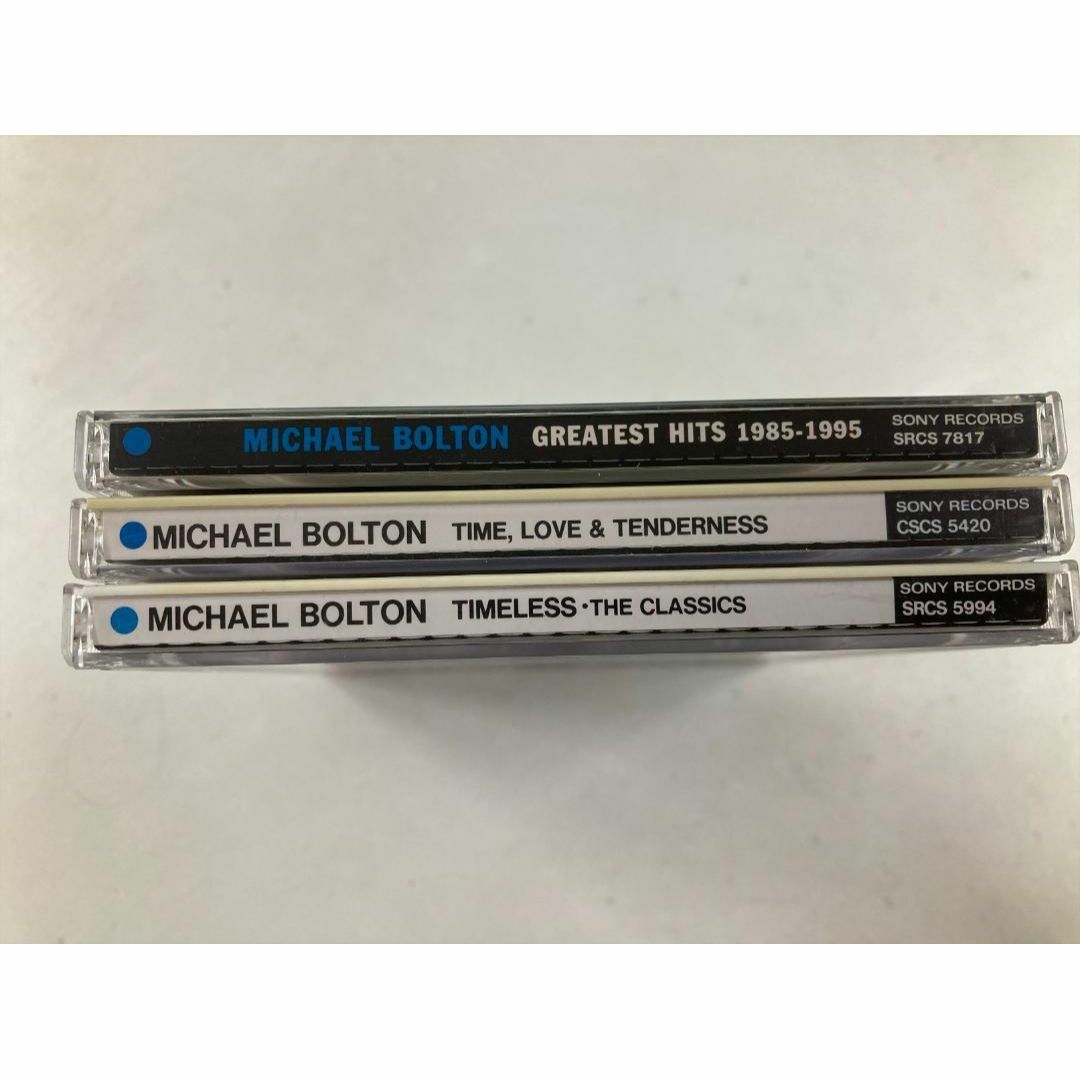 MICHAEL BOLTON GREATEST HITS 1985-1995 SONY RECORDS
SRCS 7817
MICHAEL BOLTON TIME, LOVE & TENDERNESS SONY RECORDS
CSCS 5420
MICHAEL BOLTON TIMELESS・THE CLASSICS SONY RECORDS
SRCS 5994